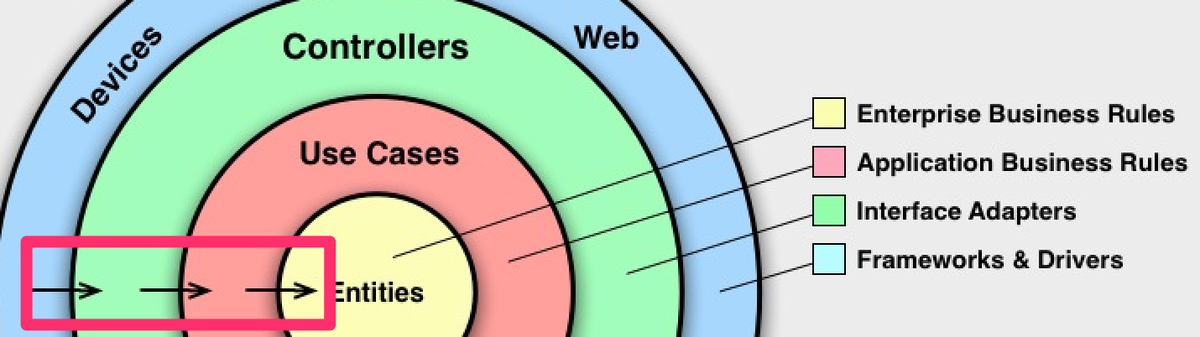 Devices
Controllers
Web
Use Cases
Entities
Enterprise Business Rules
Application Business Rules
Interface Adapters
Frameworks & Drivers